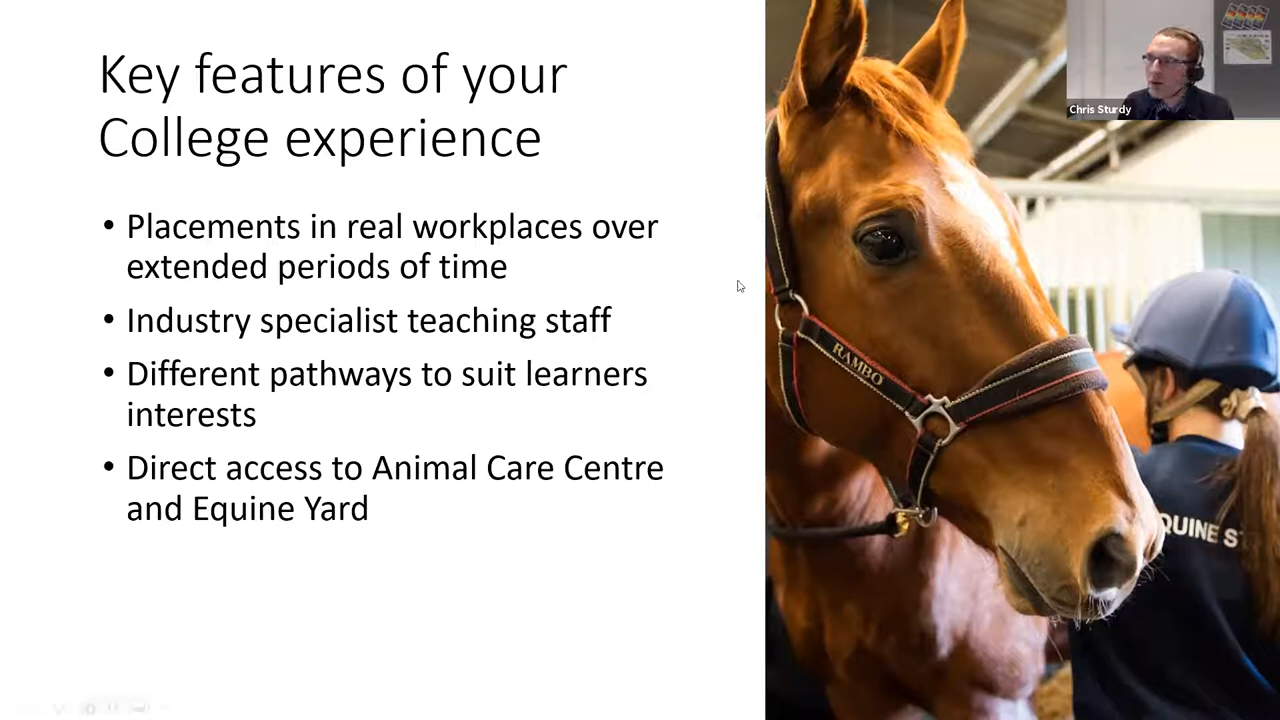 Key features of your
College experience
• Placements in real workplaces over
extended periods of time
• Industry specialist teaching staff
• Different pathways to suit learners
interests
• Direct access to Animal Care Centre
and Equine Yard
Chris Sturdy
RAMBO
QUINE ST